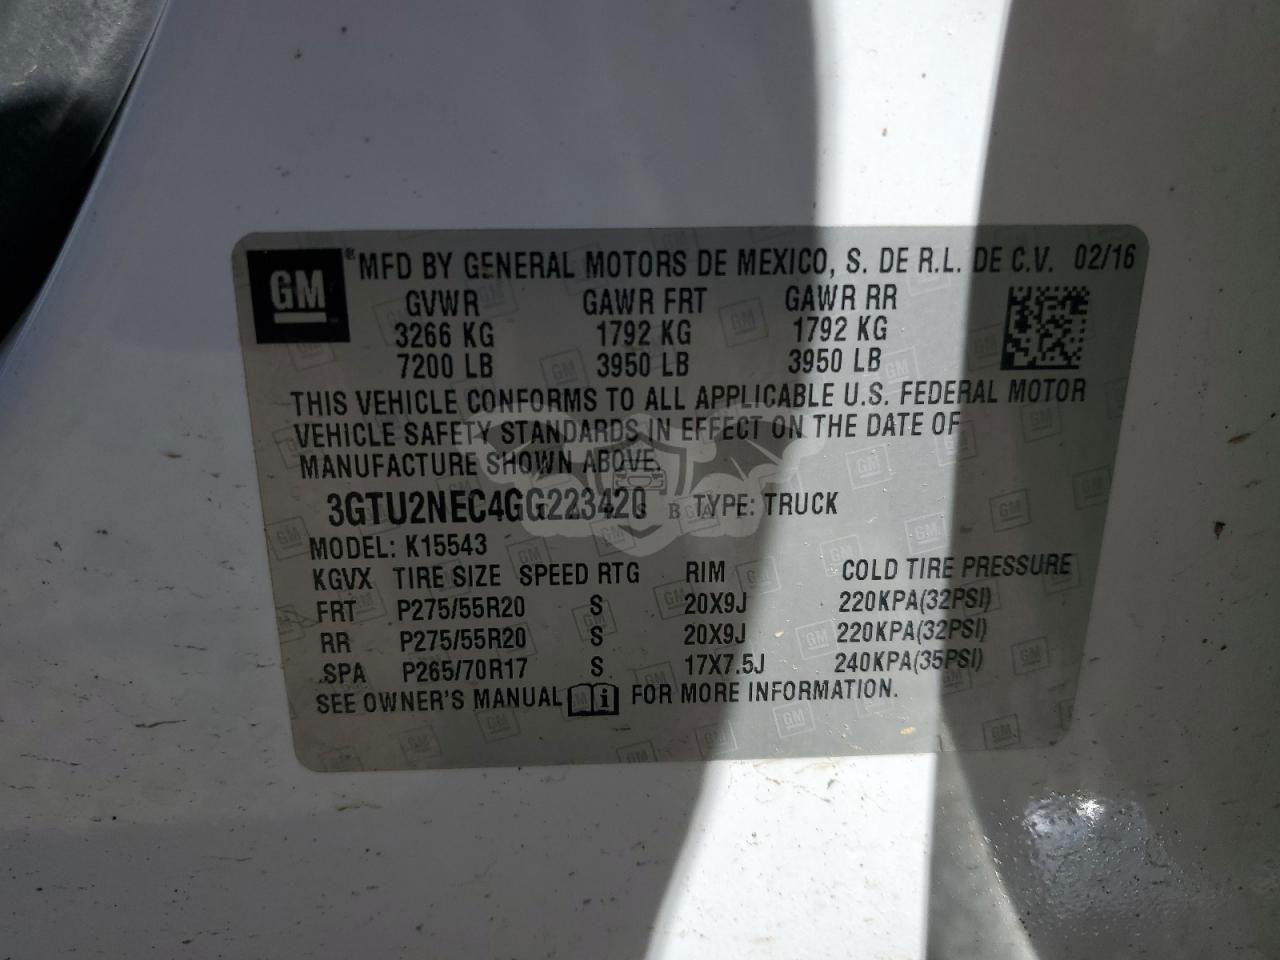 GM ® MFD BY GENERAL MOTORS DE MEXICO, S. DE R.L. DE C.V. 02/16
GVWR GAWR FRT GAWR RR
3266 KG 1792 KG 1792 KG
7200 LB 3950 LB 3950 LB
THIS VEHICLE CONFORMS TO ALL APPLICABLE U.S. FEDERAL MOTOR
VEHICLE SAFETY STANDARDS IN EFFECT ON THE DATE OF
MANUFACTURE SHOWN ABOVE.
3GTU2NEC4GG223420 TYPE: TRUCK
MODEL: K15543
KGVX TIRE SIZE SPEED RTG RIM COLD TIRE PRESSURE
FRT P275/55R20 S 20X9J 220KPA(32PSI)
RR P275/55R20 S 20X9J 220KPA(32PSI)
SPA P265/70R17 S 17X7.5J 240KPA(35PSI)
SEE OWNER'S MANUAL i FOR MORE INFORMATION.